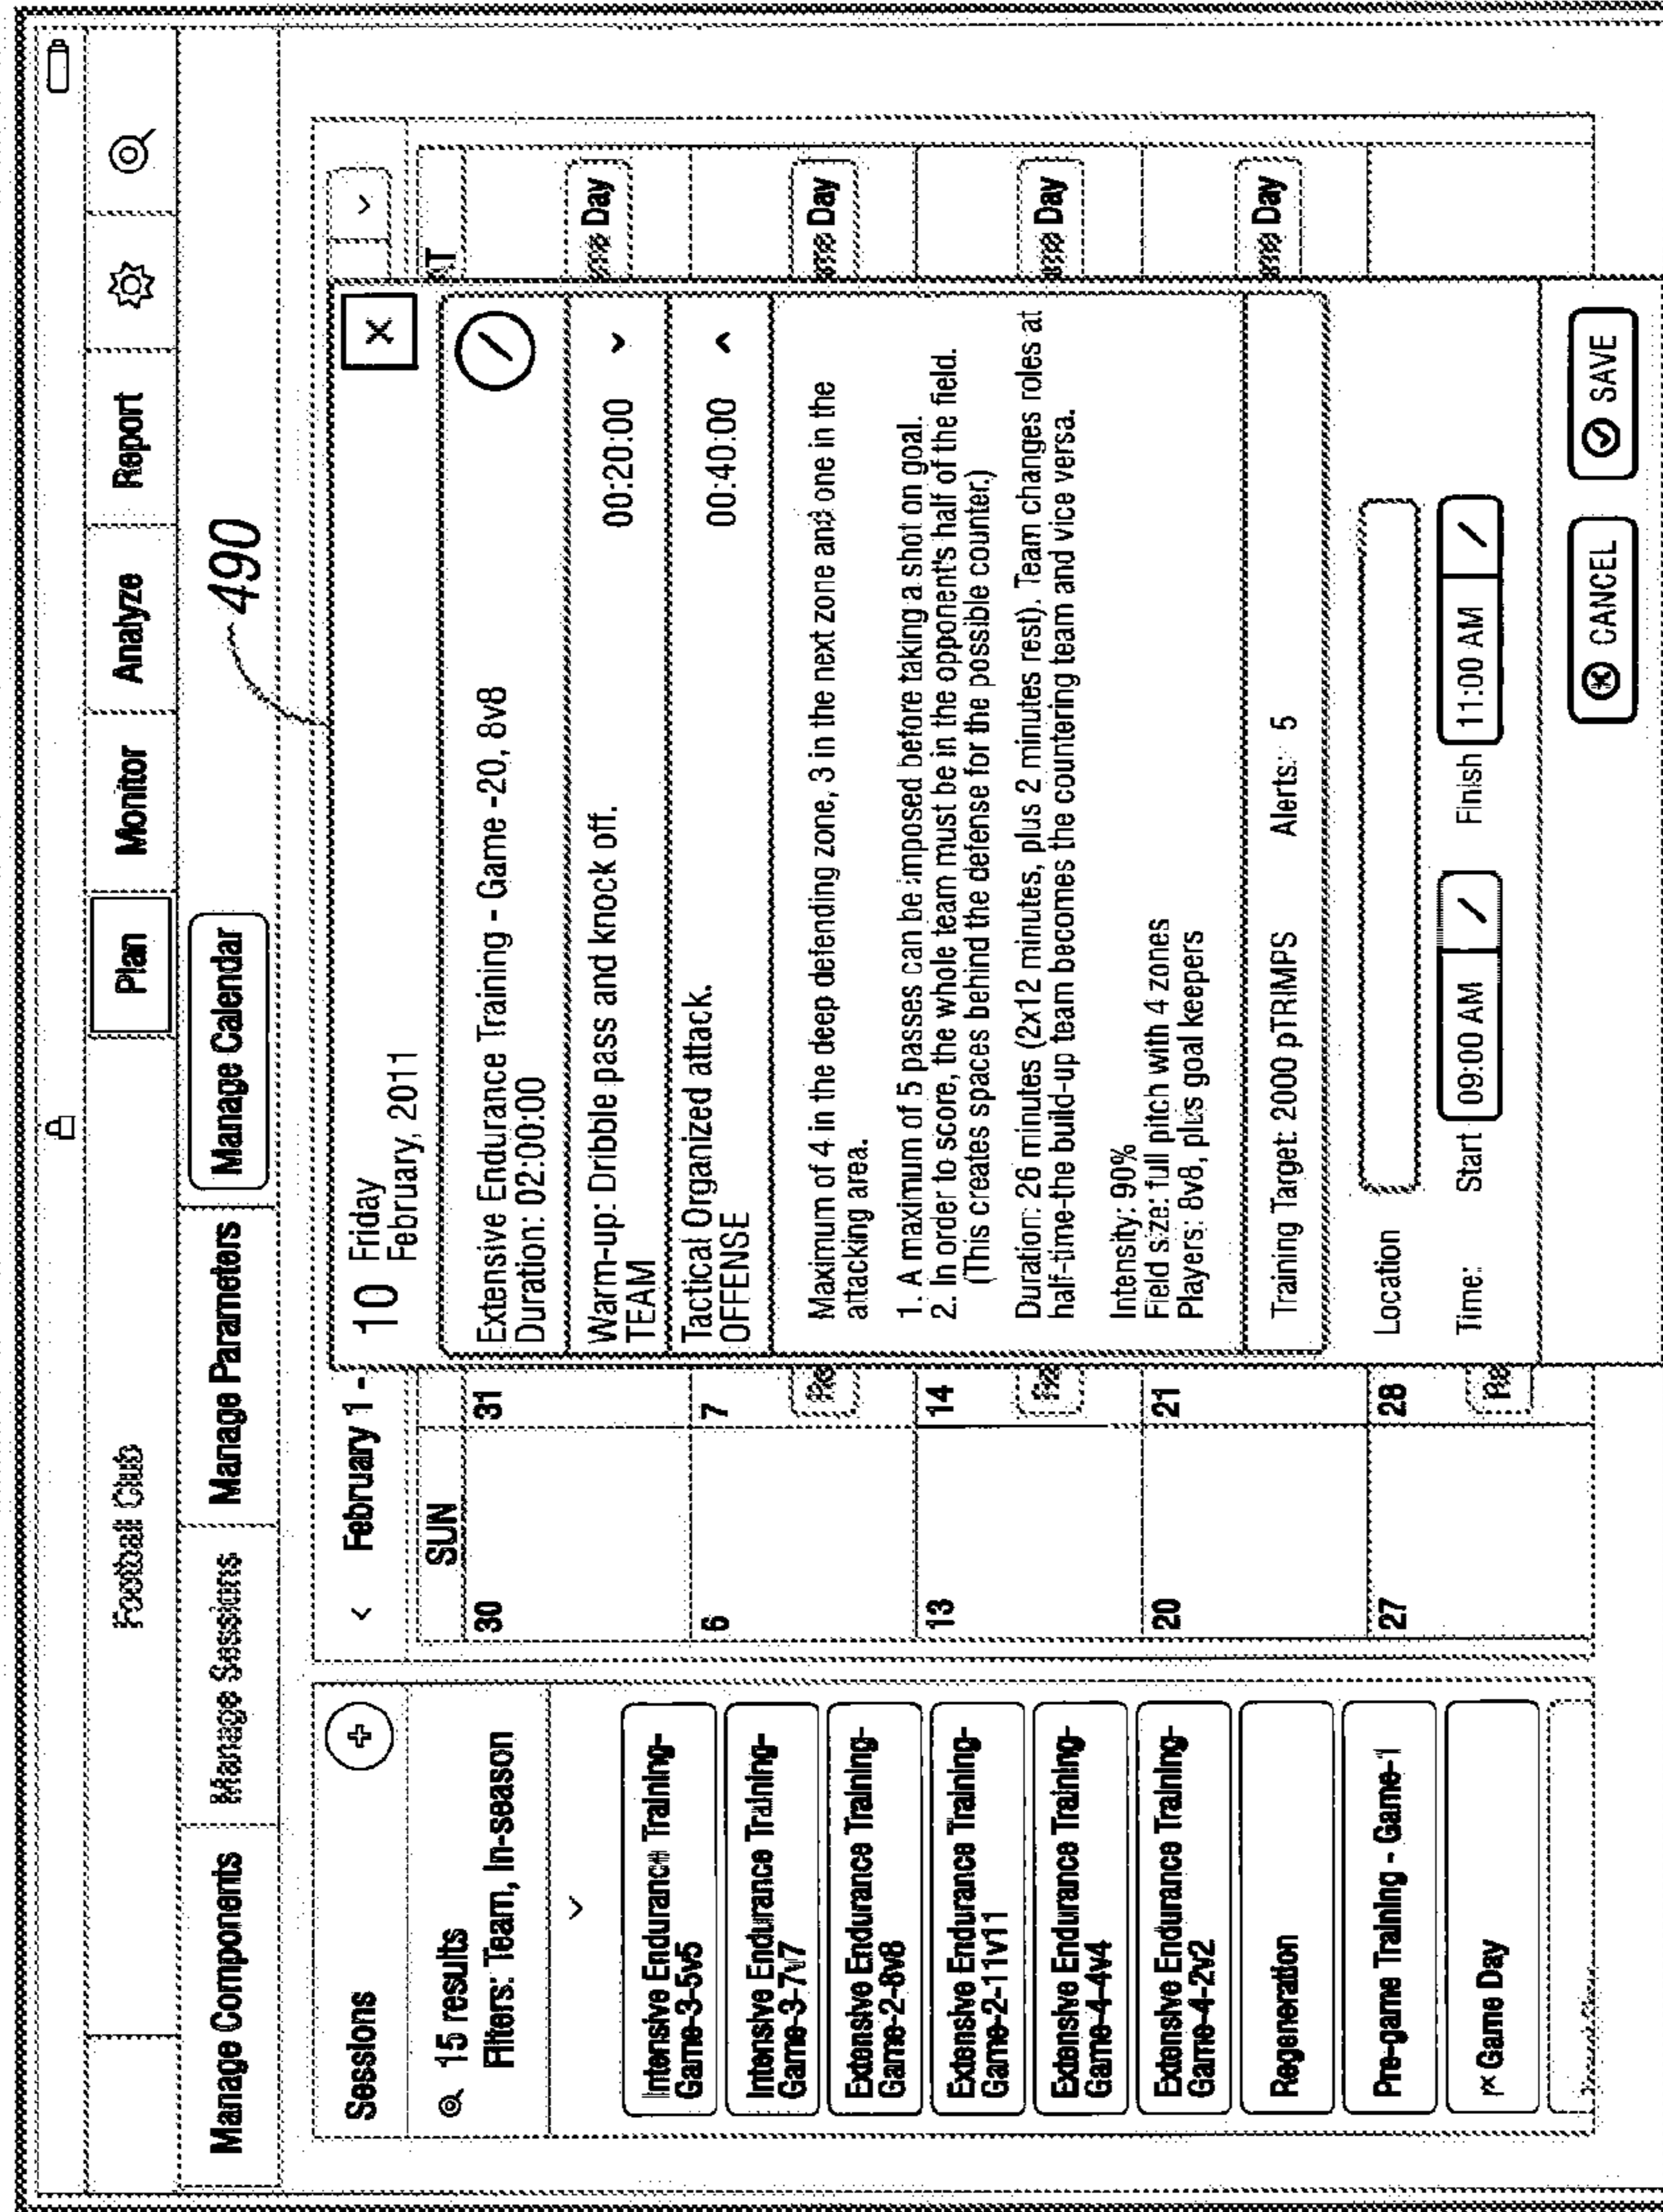 Football Club
Plan
Monitor
Analyze
Report
Manage Components
Manage Sessions
Manage Parameters
Manage Calendar
490
Sessions
15 results
Filters: Team, In-season
Intensive Endurance Training-
Game-3-5v5
Intensive Endurance Training-
Game-3-7v7
Extensive Endurance Training-
Game-2-8v8
Extensive Endurance Training-
Game-2-11v11
Extensive Endurance Training-
Game-4-4v4
Extensive Endurance Training-
Game-4-2v2
Regeneration
Pre-game Training - Game-1
Game Day
< February 1 -
SUN
30 31
6 7
Re
13 14
Re
20 21
27 28
Re
10 Friday
February, 2011
X
Extensive Endurance Training - Game -20, 8v8
Duration: 02:00:00
Warm-up: Dribble pass and knock off. 00:20:00
TEAM
Tactical Organized attack. 00:40:00
OFFENSE
Maximum of 4 in the deep defending zone, 3 in the next zone and one in the
attacking area.
1. A maximum of 5 passes can be imposed before taking a shot on goal.
2. In order to score, the whole team must be in the opponent's half of the field.
(This creates spaces behind the defense for the possible counter.)
Duration: 26 minutes (2x12 minutes, plus 2 minutes rest). Team changes roles at
half-time-the build-up team becomes the countering team and vice versa.
Intensity: 90%
Field size: full pitch with 4 zones
Players: 8v8, plus goal keepers
Training Target: 2000 pTRIMPS Alerts: 5
Location
Time: Start 09:00 AM Finish 11:00 AM
CANCEL SAVE
AT
Day
Day
Day
Day